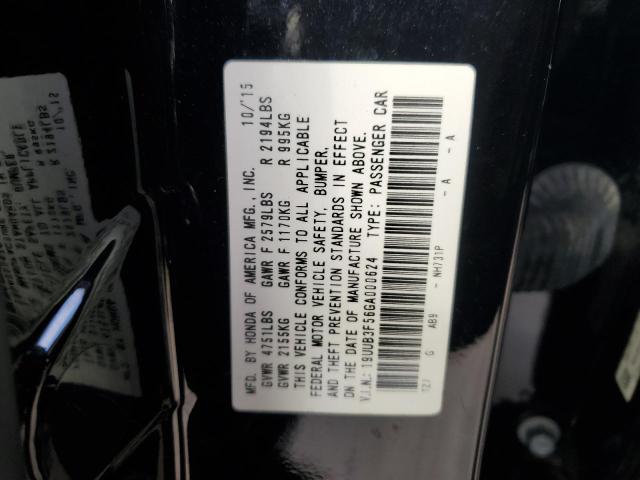 MFD. BY HONDA OF AMERICA MFG., INC. 10/15
GVWR 4751LBS GAWR F 2579LBS R 2194LBS
GVWR 2155KG GAWR F 1170KG R 995KG
THIS VEHICLE CONFORMS TO ALL APPLICABLE
FEDERAL MOTOR VEHICLE SAFETY, BUMPER,
AND THEFT PREVENTION STANDARDS IN EFFECT
ON THE DATE OF MANUFACTURE SHOWN ABOVE.
V.I.N.: 19UUB3F56GA000624 TYPE: PASSENGER CAR
TZ7 G AB9 - NH731P - A - A